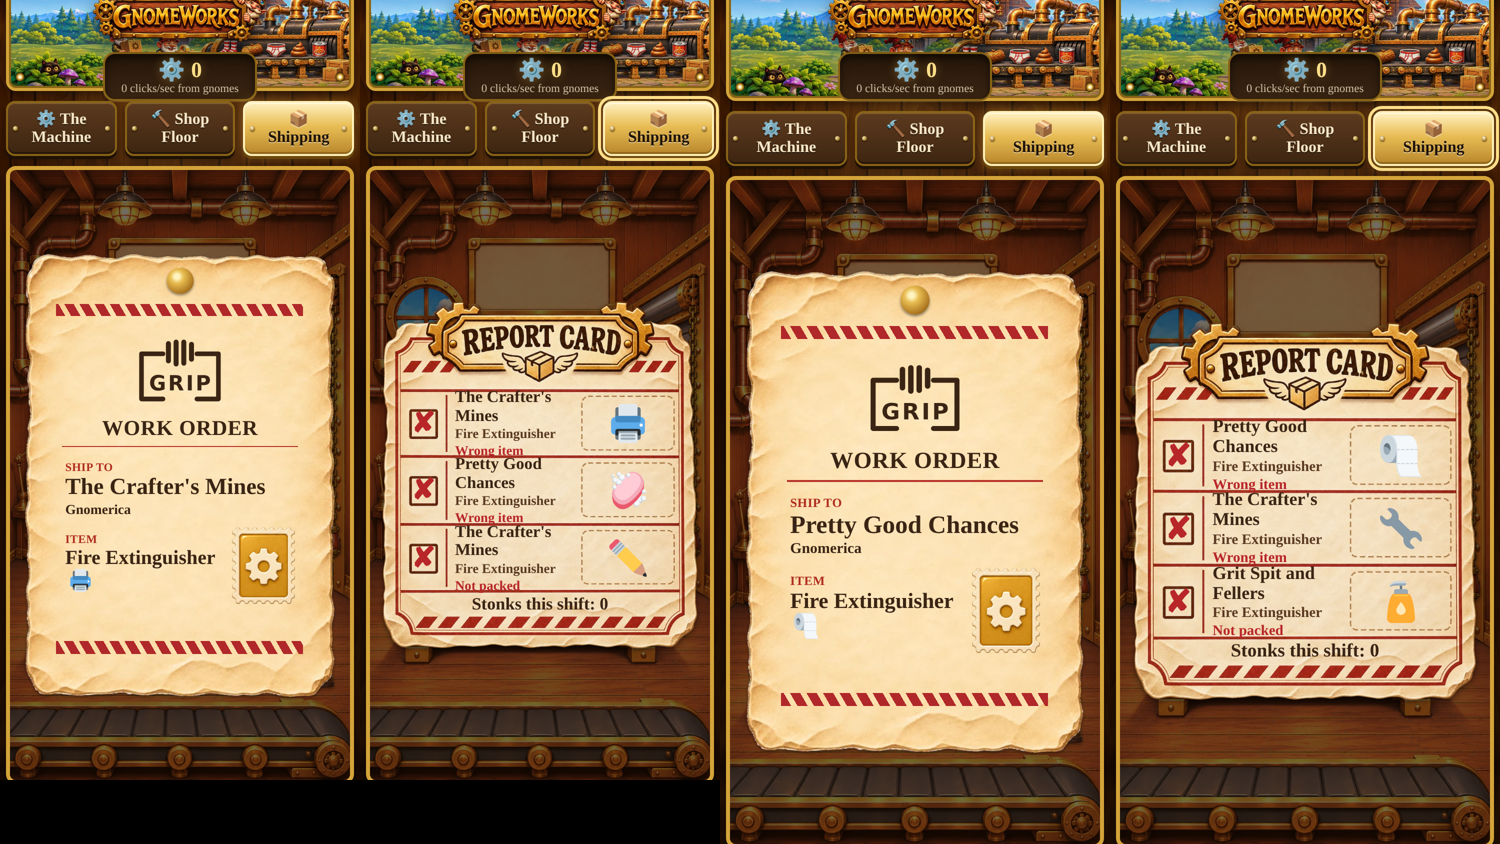 GNOMEWORKS
0
0 clicks/sec from gnomes
The
Machine
Shop
Floor
Shipping
GRIP
WORK ORDER
SHIP TO
The Crafter's Mines
Gnomerica
ITEM
Fire Extinguisher
GNOMEWORKS
0
0 clicks/sec from gnomes
The
Machine
Shop
Floor
Shipping
REPORT CARD
The Crafter's
Mines
Fire Extinguisher
Wrong item
Pretty Good
Chances
Fire Extinguisher
Wrong item
The Crafter's
Mines
Fire Extinguisher
Not packed
Stonks this shift: 0
GNOMEWORKS
0
0 clicks/sec from gnomes
The
Machine
Shop
Floor
Shipping
GRIP
WORK ORDER
SHIP TO
Pretty Good Chances
Gnomerica
ITEM
Fire Extinguisher
GNOMEWORKS
0
0 clicks/sec from gnomes
The
Machine
Shop
Floor
Shipping
REPORT CARD
Pretty Good
Chances
Fire Extinguisher
Wrong item
The Crafter's
Mines
Fire Extinguisher
Wrong item
Grit Spit and
Fellers
Fire Extinguisher
Not packed
Stonks this shift: 0